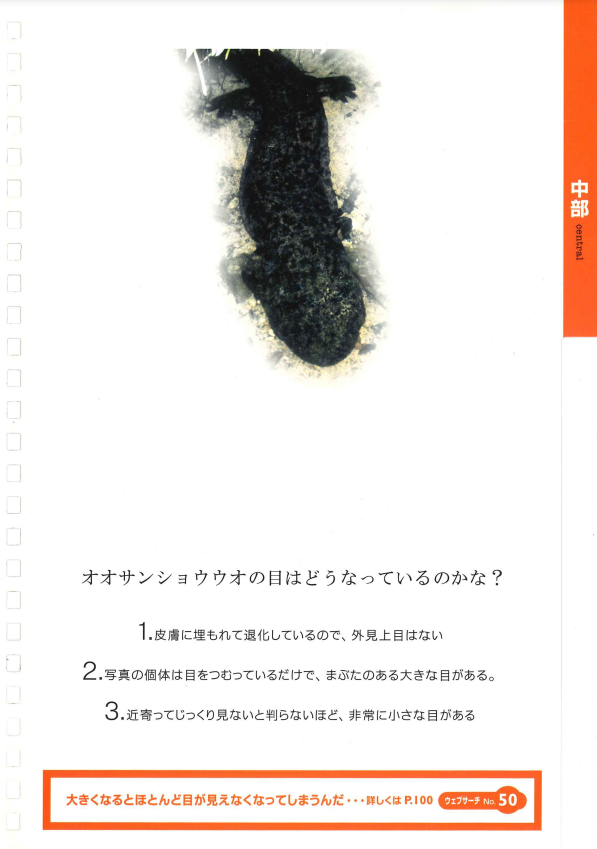 中部 central
オオサンショウウオの目はどうなっているのかな？
1.皮膚に埋もれて退化しているので、外見上目はない
2.写真の個体は目をつむっているだけで、まぶたのある大きな目がある。
3.近寄ってじっくり見ないと判らないほど、非常に小さな目がある
大きくなるとほとんど目が見えなくなってしまうんだ・・・詳しくは P.100 ウェブサーチ No. 50